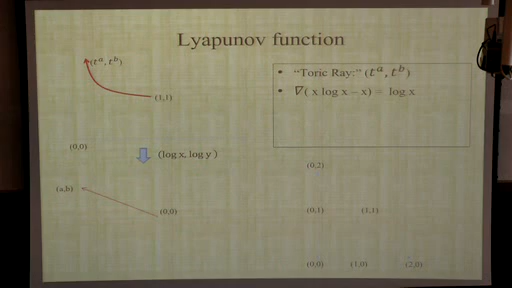 Lyapunov function
(t^a, t^b)
(1,1)
(0,0)
(log x, log y )
(a,b)
(0,0)
• “Toric Ray:” (t^a, t^b)
• ∇( x log x – x) = log x
(0,2)
(0,1) (1,1)
(0,0) (1,0) (2,0)